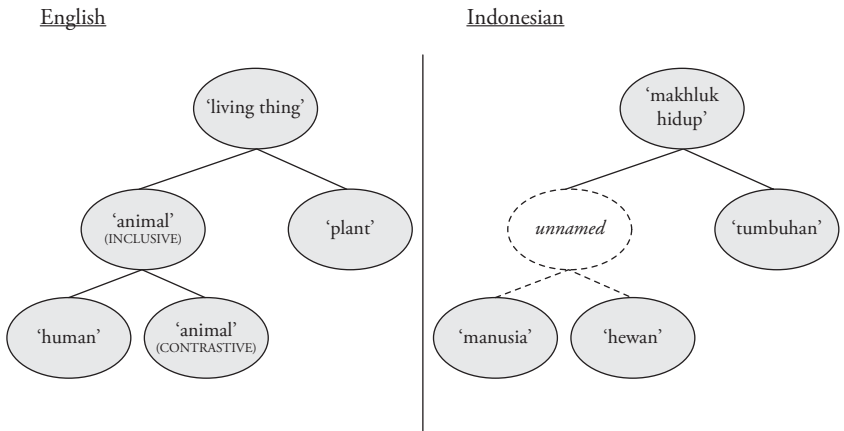 English
Indonesian
‘living thing’
‘makhluk
hidup’
‘animal’
(INCLUSIVE)
‘plant’
unnamed
‘tumbuhan’
‘human’
‘animal’
(CONTRASTIVE)
‘manusia’
‘hewan’